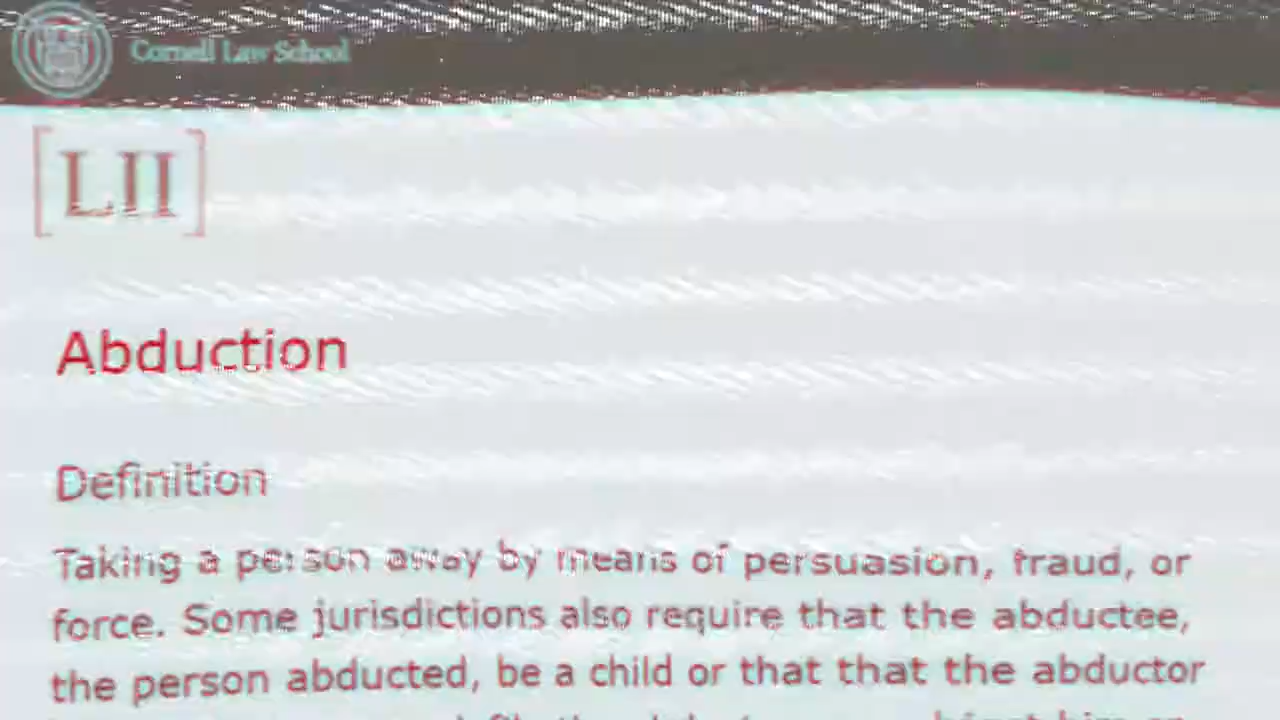 Cornell Law School
[LII]
Abduction
Definition
Taking a person away by means of persuasion, fraud, or
force. Some jurisdictions also require that the abductee,
the person abducted, be a child or that that the abductor